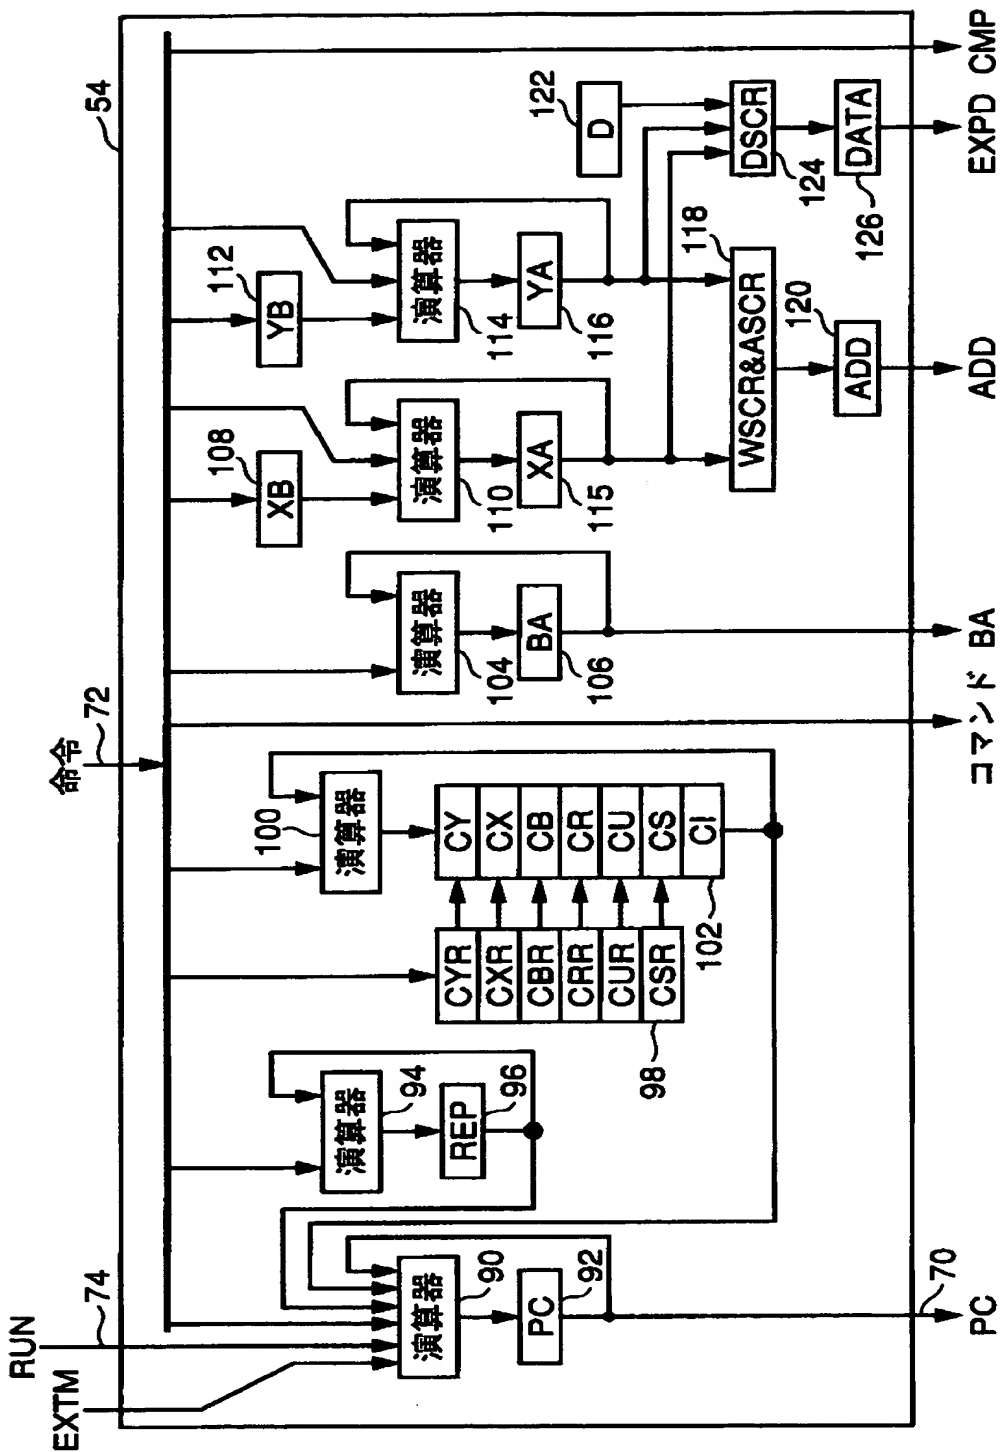 命令
72
54
RUN
74
EXTM
演算器
90
PC
92
演算器
94
REP
96
演算器
100
CYR
CXR
CBR
CRR
CUR
CSR
98
CY
CX
CB
CR
CU
CS
CI
102
演算器
104
BA
106
XB
108
演算器
110
XA
115
YB
112
演算器
114
YA
116
D
122
WSCR&ASCR
118
DSCR
124
ADD
120
DATA
126
PC
70
コマンド
BA
ADD
EXPD
CMP